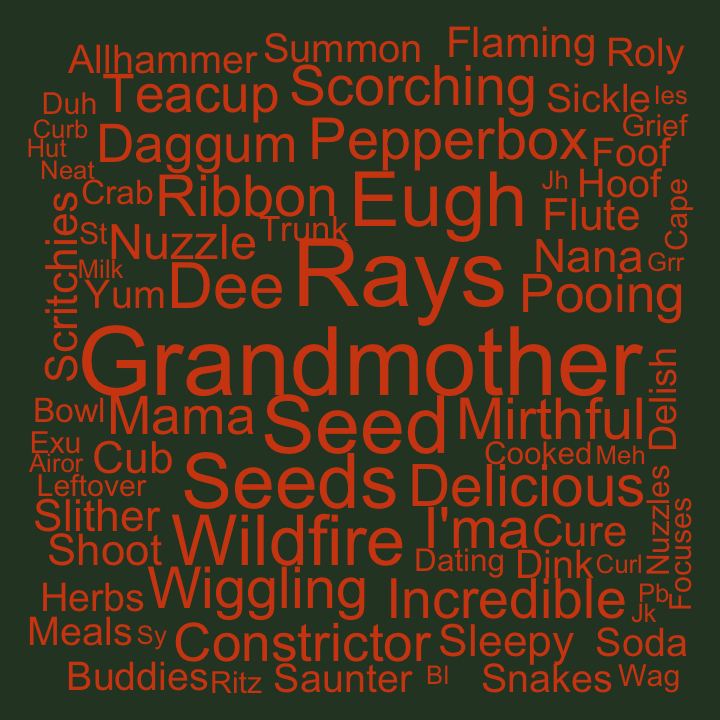 Allhammer Summon Flaming Roly
Duh Teacup Scorching Sickle Ies
Curb Daggum Pepperbox Foof Grief
Hut
Neat Crab Ribbon Eugh Jh Hoof Cape
Scritchies St Nuzzle Trunk Flute
Milk Yum Dee Rays Nana Grr
Pooing
Grandmother
Bowl Mama Seed Mirthful Delish
Exu Cub Cooked Meh
Airor
Leftover Seeds Delicious Nuzzles
Slither Wildfire I'ma Cure Focuses
Shoot Dating Dink Curl
Herbs Wiggling Incredible Pb
Jk
Meals Sy Constrictor Sleepy Soda
Buddies Ritz Saunter Snakes Wag